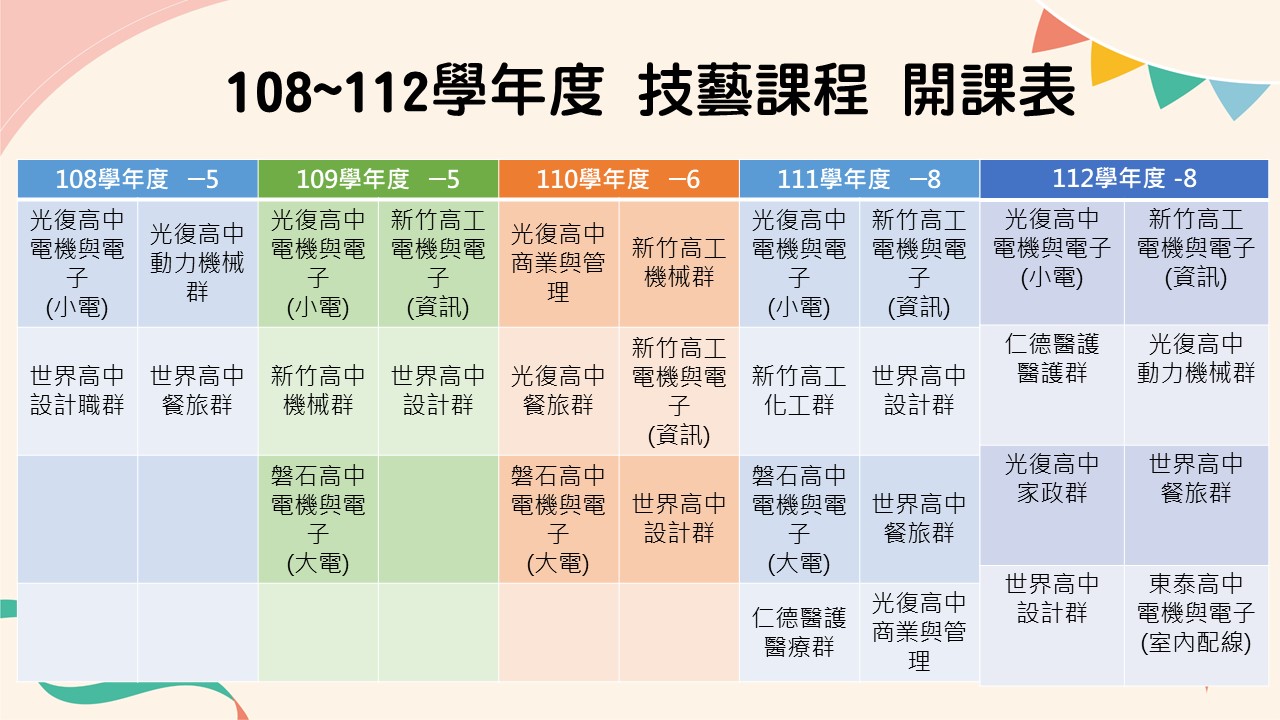 108~112學年度 技藝課程 開課表
108學年度 －5
109學年度 －5
110學年度 －6
111學年度 －8
112學年度 -8
光復高中
電機與電
子
(小電)
光復高中
動力機械
群
光復高中
電機與電
子
(小電)
新竹高工
電機與電
子
(資訊)
光復高中
商業與管
理
新竹高工
機械群
光復高中
電機與電
子
(小電)
新竹高工
電機與電
子
(資訊)
光復高中
電機與電子
(小電)
新竹高工
電機與電子
(資訊)
世界高中
設計職群
世界高中
餐旅群
新竹高中
機械群
世界高中
設計群
光復高中
餐旅群
新竹高工
電機與電
子
(資訊)
新竹高工
化工群
世界高中
設計群
仁德醫護
醫護群
光復高中
動力機械群
磐石高中
電機與電
子
(大電)
磐石高中
電機與電
子
(大電)
世界高中
設計群
磐石高中
電機與電
子
(大電)
世界高中
餐旅群
光復高中
家政群
世界高中
餐旅群
仁德醫護
醫療群
光復高中
商業與管
理
世界高中
設計群
東泰高中
電機與電子
(室內配線)